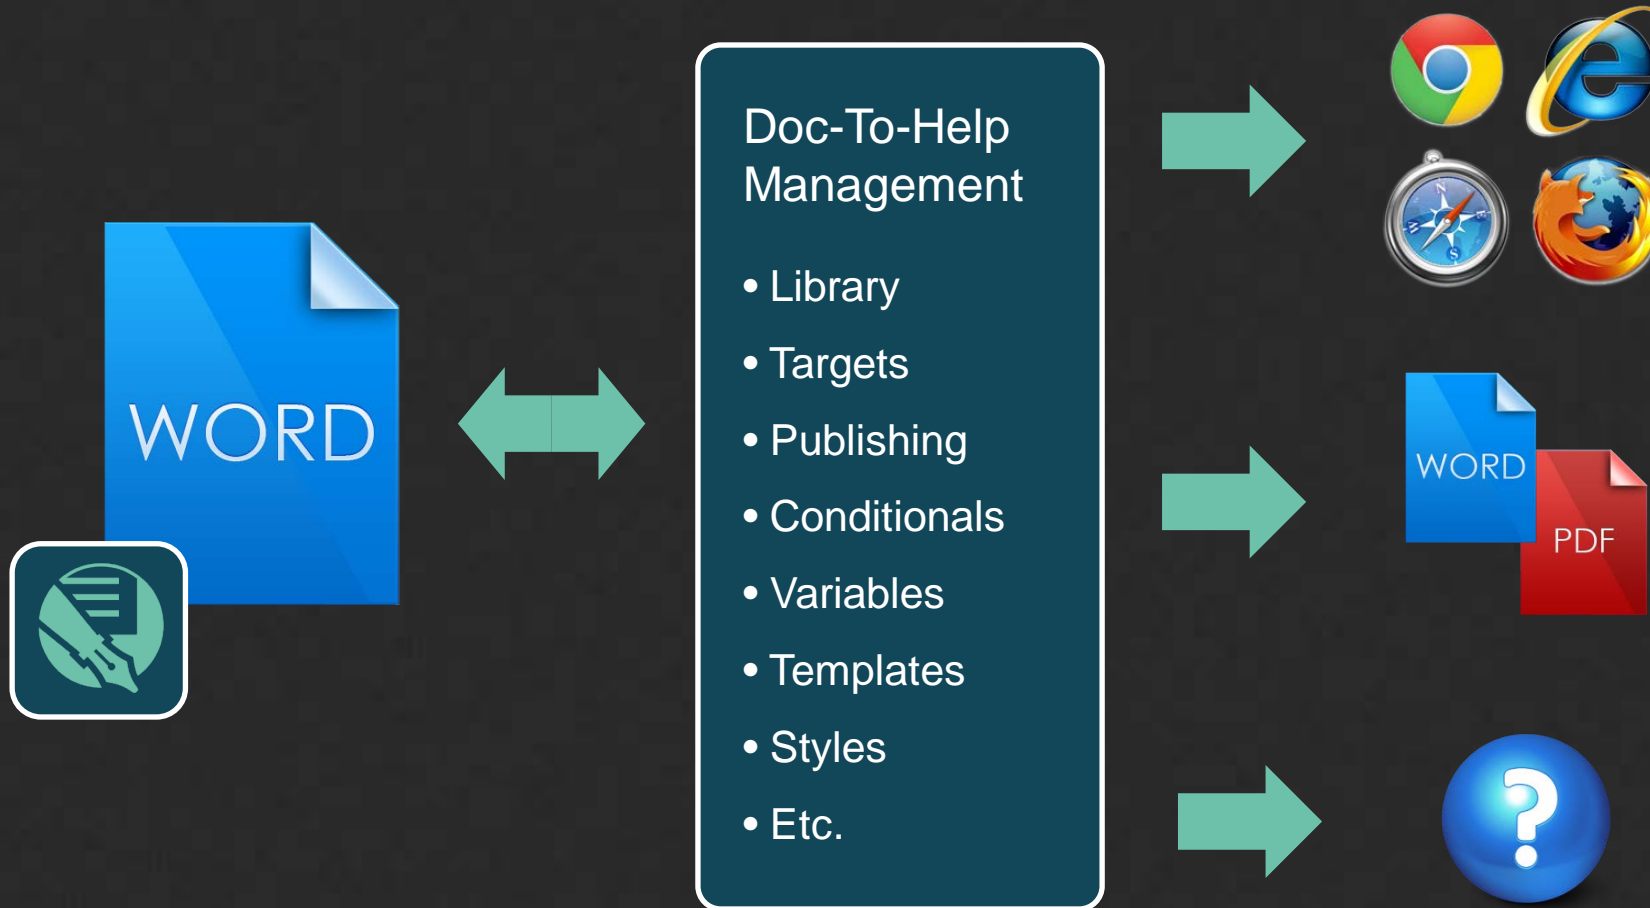 WORD
Doc-To-Help
Management
• Library
• Targets
• Publishing
• Conditionals
• Variables
• Templates
• Styles
• Etc.
WORD
PDF
?